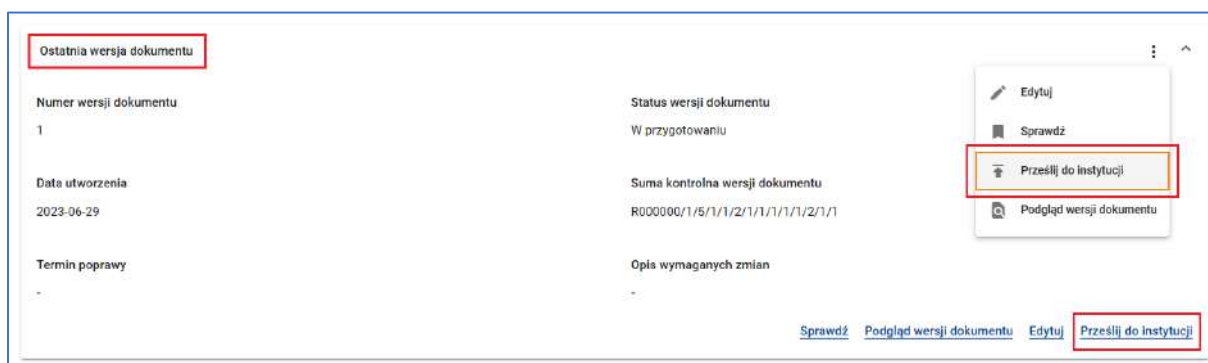 Ostatnia wersja dokumentu
Edytuj
Numer wersji dokumentu Status wersji dokumentu
1 W przygotowaniu Sprawdź
Prześlij do instytucji
Data utworzenia Suma kontrolna wersji dokumentu
2023-06-29 R000000/1/5/1/1/2/1/1/1/1/1/2/1/1 Podgląd wersji dokumentu
Termin poprawy Opis wymaganych zmian
- -
Sprawdź Podgląd wersji dokumentu Edytuj Prześlij do instytucji